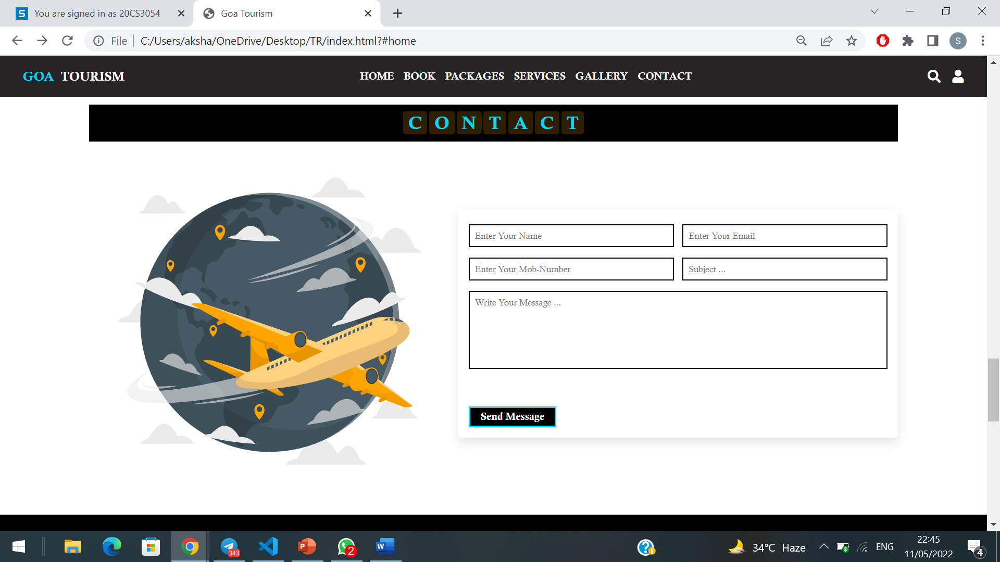 You are signed in as 20CS3054
Goa Tourism
File
C:/Users/aksha/OneDrive/Desktop/TR/index.html?#home
S
GOA TOURISM
HOME BOOK PACKAGES SERVICES GALLERY CONTACT
CONTACT
Enter Your Name
Enter Your Email
Enter Your Mob-Number
Subject ...
Write Your Message ...
Send Message
343
2
34°C Haze
ENG
22:45
11/05/2022
4